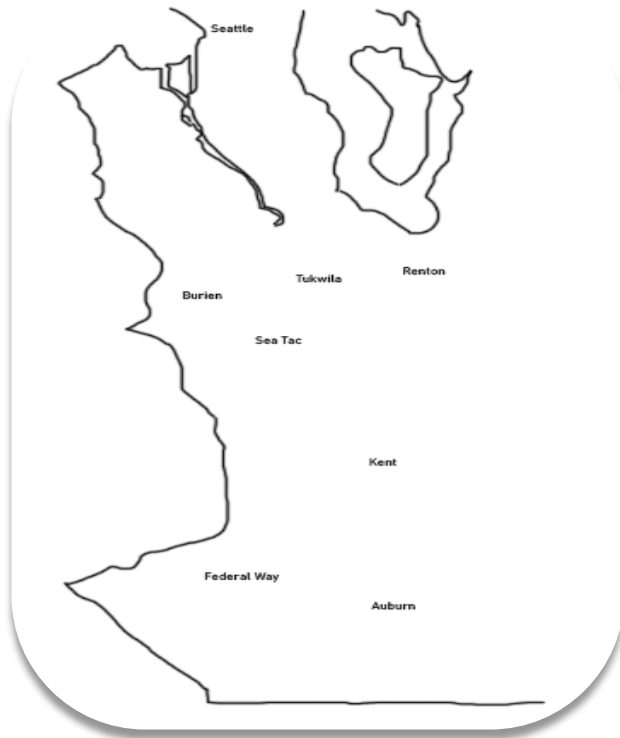 Seattle
Renton
Tukwila
Burien
Sea Tac
Kent
Federal Way
Auburn